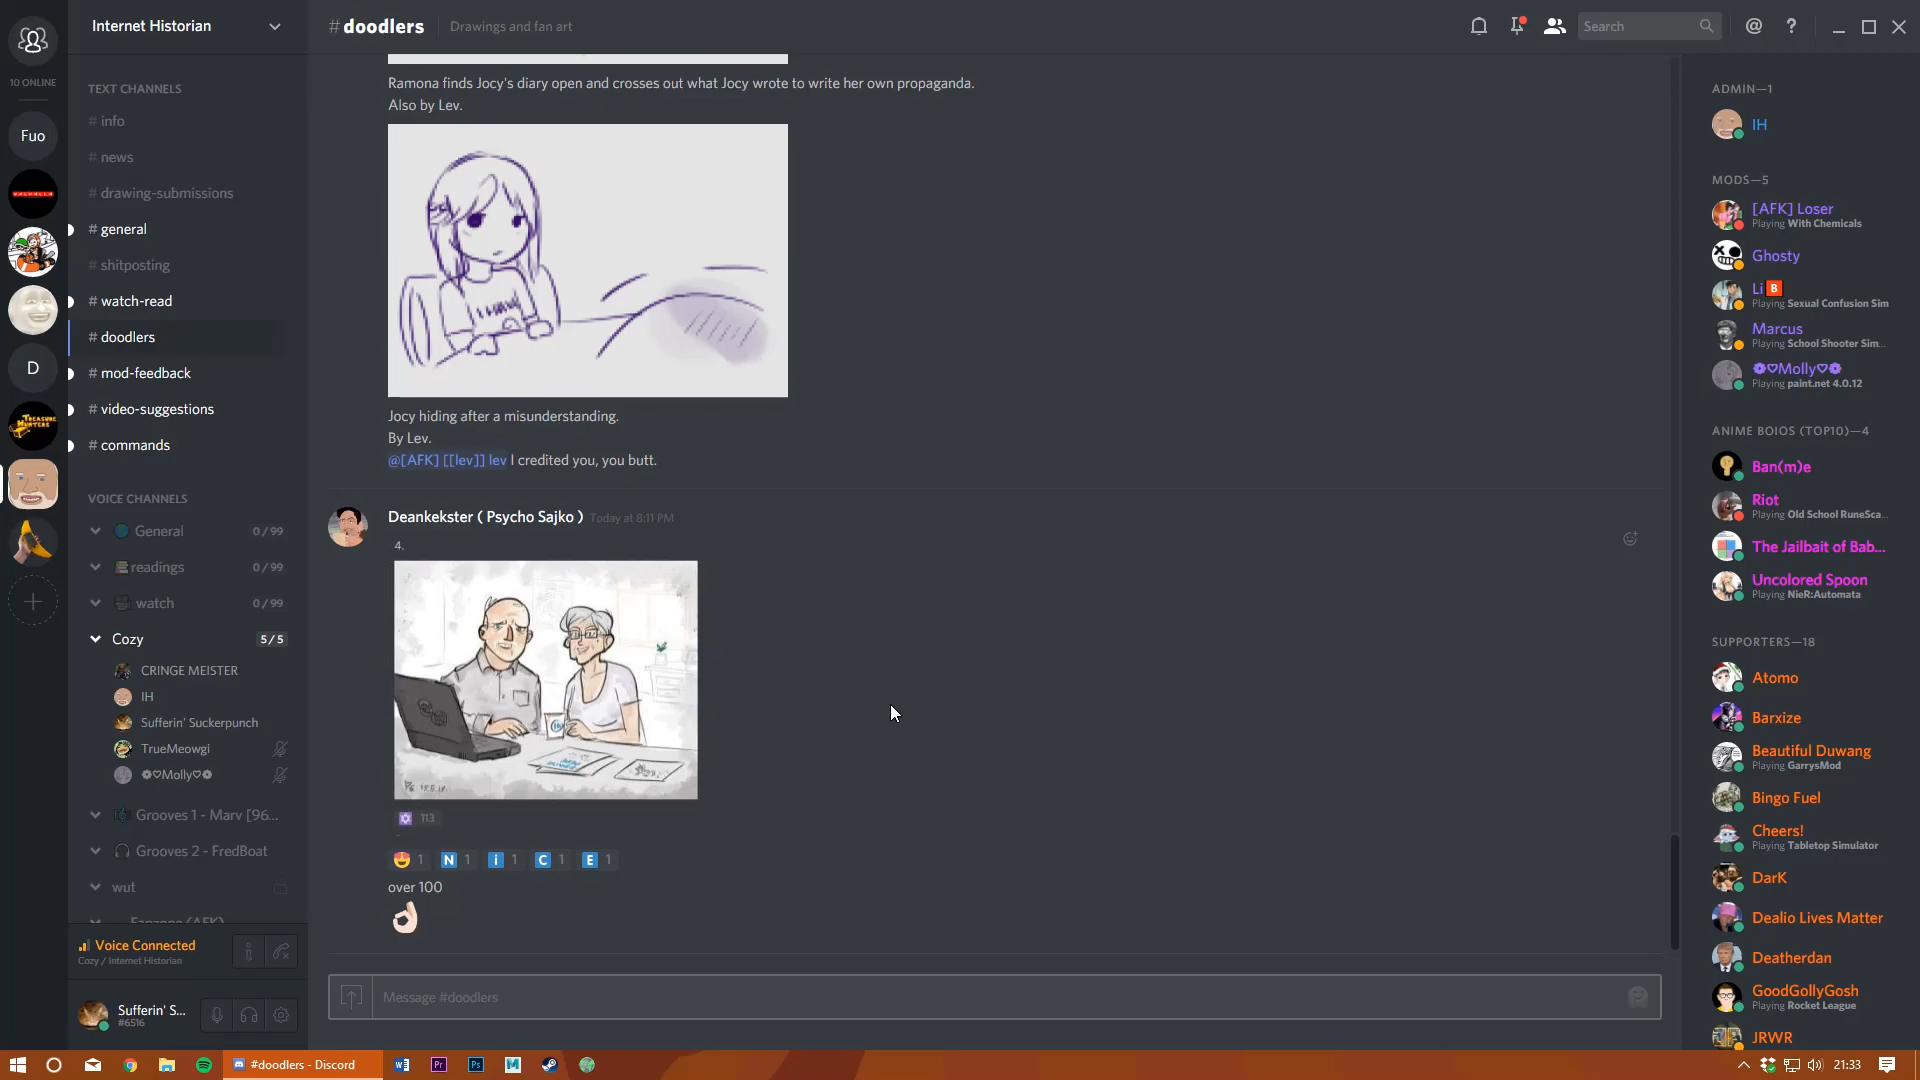 Internet Historian
#doodlers
Drawings and fan art
Search
10 ONLINE
Fuo
D
TEXT CHANNELS
# info
# news
# drawing-submissions
# general
# shitposting
# watch-read
# doodlers
# mod-feedback
# video-suggestions
# commands
VOICE CHANNELS
General 0/99
readings 0/99
watch 0/99
Cozy 5/5
CRINGE MEISTER
IH
Sufferin' Suckerpunch
TrueMeowgi
❁♡Molly♡❁
Grooves 1 - Marv [96...
Grooves 2 - FredBoat
wut
Fanzone (AFK)
Voice Connected
Cozy / Internet Historian
Sufferin' S...
#6516
Ramona finds Jocy's diary open and crosses out what Jocy wrote to write her own propaganda.
Also by Lev.
Jocy hiding after a misunderstanding.
By Lev.
@[AFK] [[lev]] lev I credited you, you butt.
Deankekster ( Psycho Sajko ) Today at 8:11 PM
4.
113
1 N 1 i 1 C 1 E 1
over 100
Message #doodlers
ADMIN—1
IH
MODS—5
[AFK] Loser
Playing With Chemicals
Ghosty
Li B
Playing Sexual Confusion Sim
Marcus
Playing School Shooter Sim...
❁♡Molly♡❁
Playing paint.net 4.0.12
ANIME BOIOS (TOP10)—4
Ban(m)e
Riot
Playing Old School RuneSca...
The Jailbait of Bab...
Uncolored Spoon
Playing NieR:Automata
SUPPORTERS—18
Atomo
Barxize
Beautiful Duwang
Playing GarrysMod
Bingo Fuel
Cheers!
Playing Tabletop Simulator
DarK
Dealio Lives Matter
Deatherdan
GoodGollyGosh
Playing Rocket League
JRWR
#doodlers - Discord
21:33